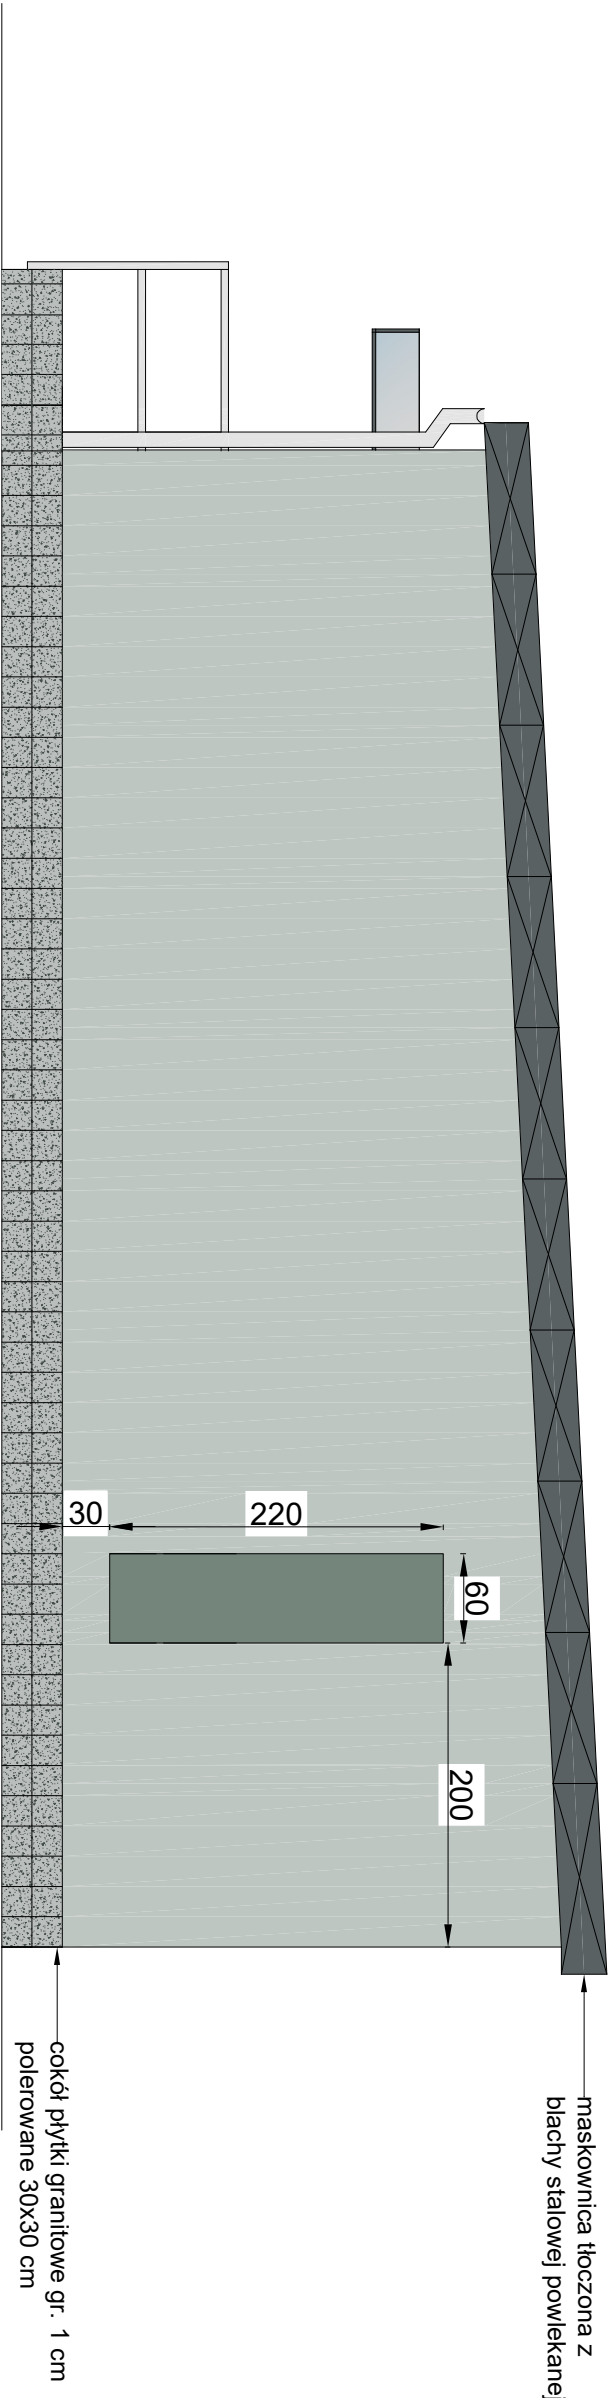 maskownica tłoczona z
blachy stalowej powlekanej
60
220
30
200
cokół płytki granitowe gr. 1 cm
polerowane 30x30 cm